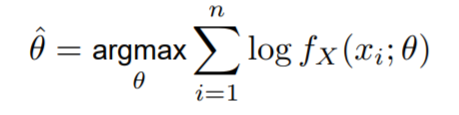 θ̂ = argmax_θ ∑_{i=1}^{n} log f_X(x_i; θ)